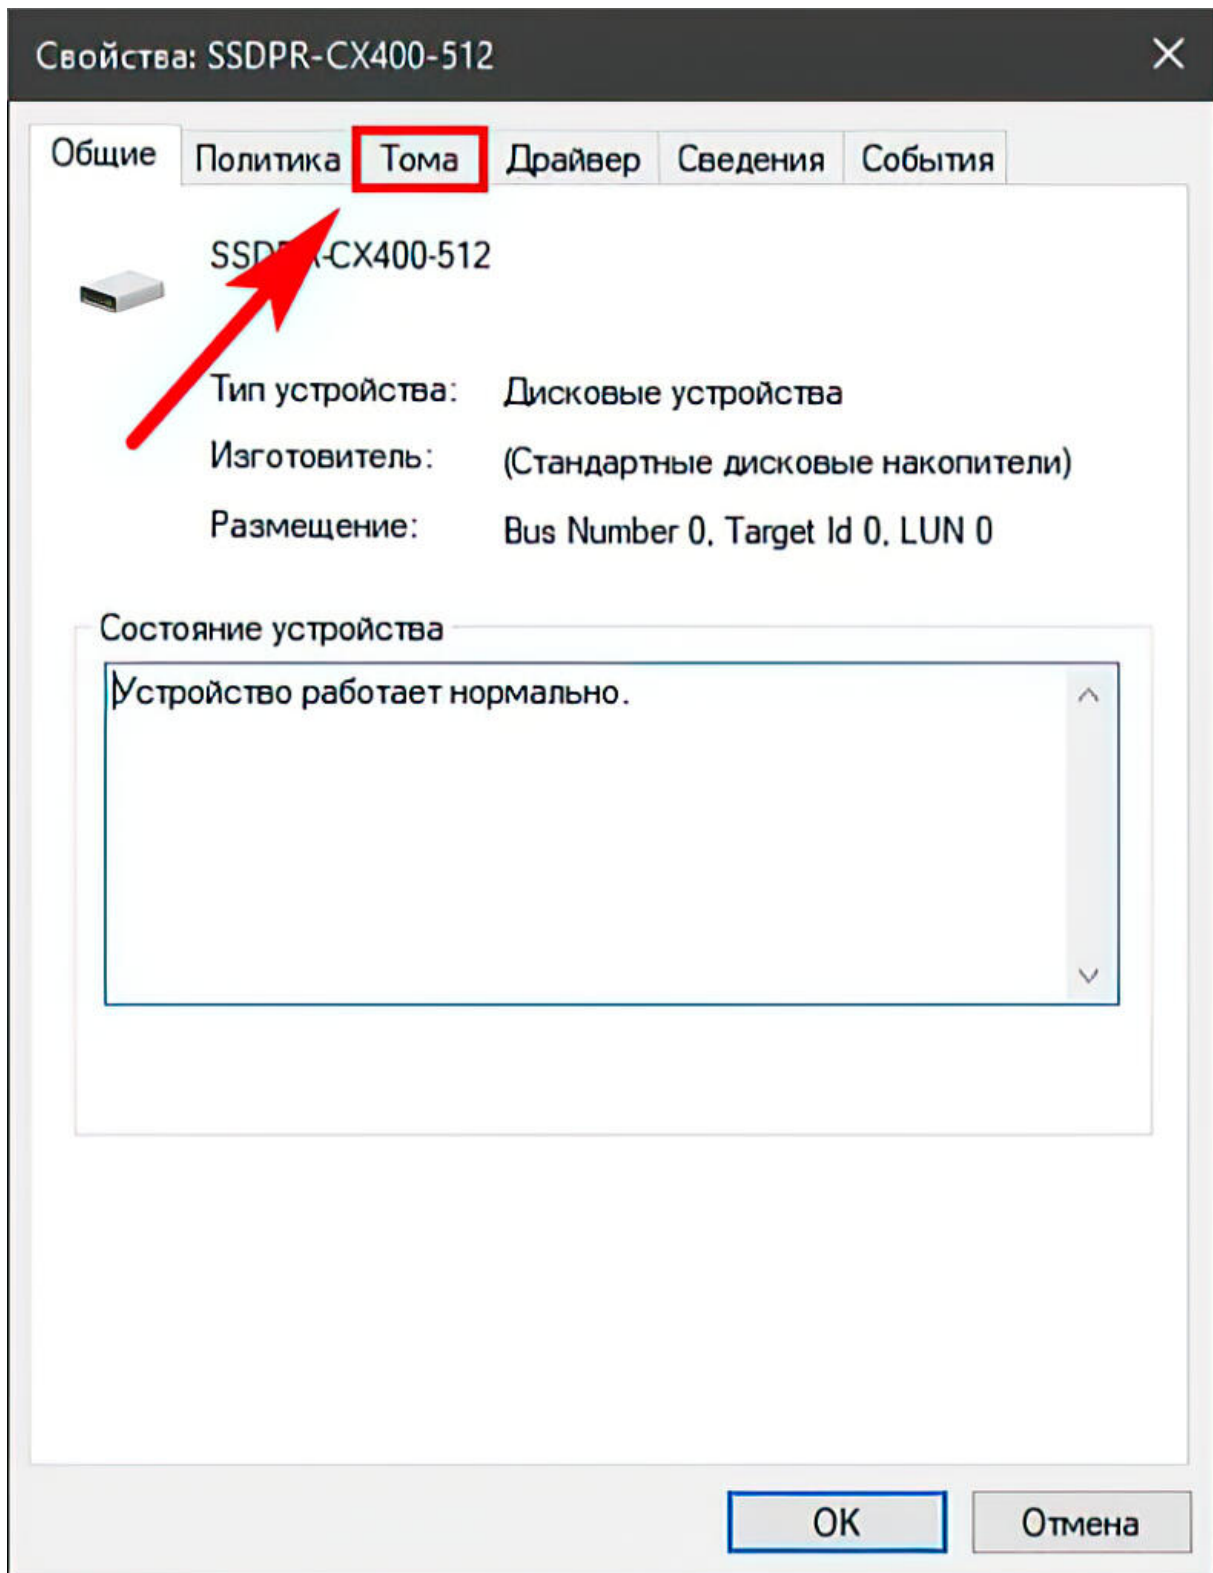 Свойства: SSDPR-CX400-512
Общие Политика Тома Драйвер Сведения События
SSDPR-CX400-512
Тип устройства: Дисковые устройства
Изготовитель: (Стандартные дисковые накопители)
Размещение: Bus Number 0, Target Id 0, LUN 0
Состояние устройства
Устройство работает нормально.
OK Отмена